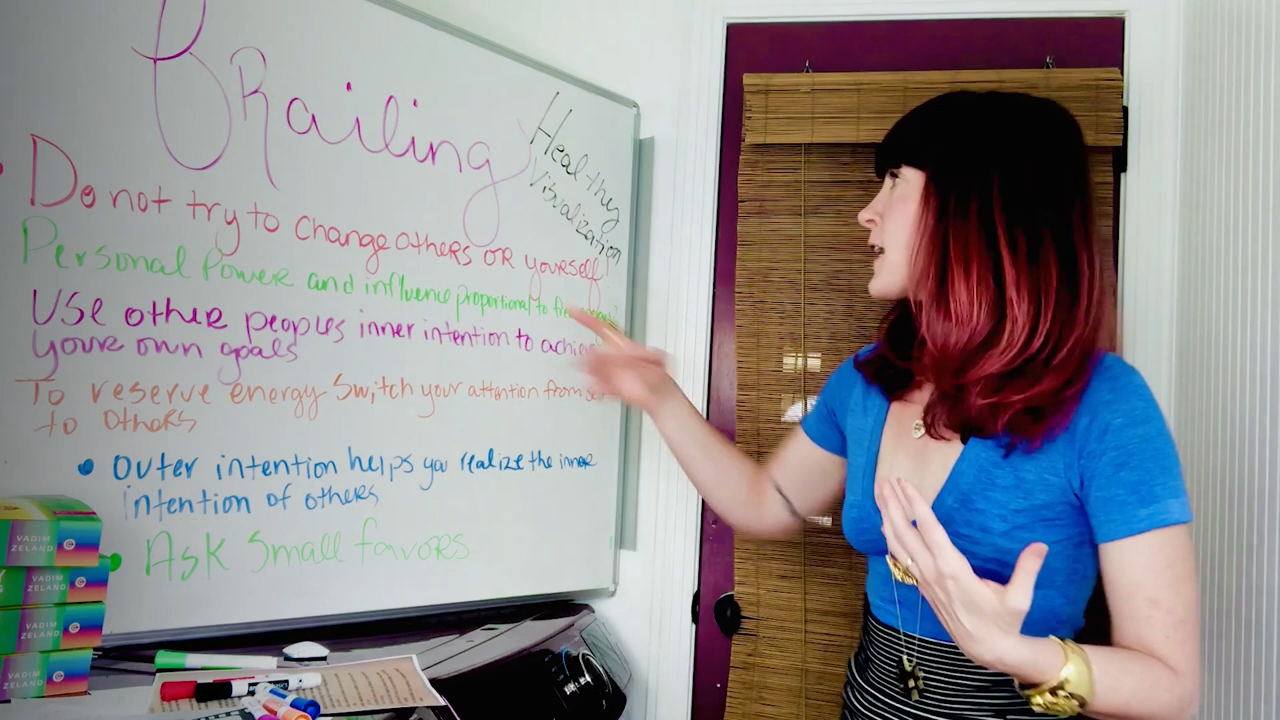 FRailing
Healthy
Visualization
Do not try to change others OR yourself!
Personal Power and influence proportional to
Use other peoples inner intention to
your own goals
To reserve energy Switch your attention from
to Others
Outer intention helps you realize the inner
intention of others
Ask Small favors
VADIM
ZELAND
VADIM
ZELAND
VADIM
ZELAND
VADIM
ZELAND